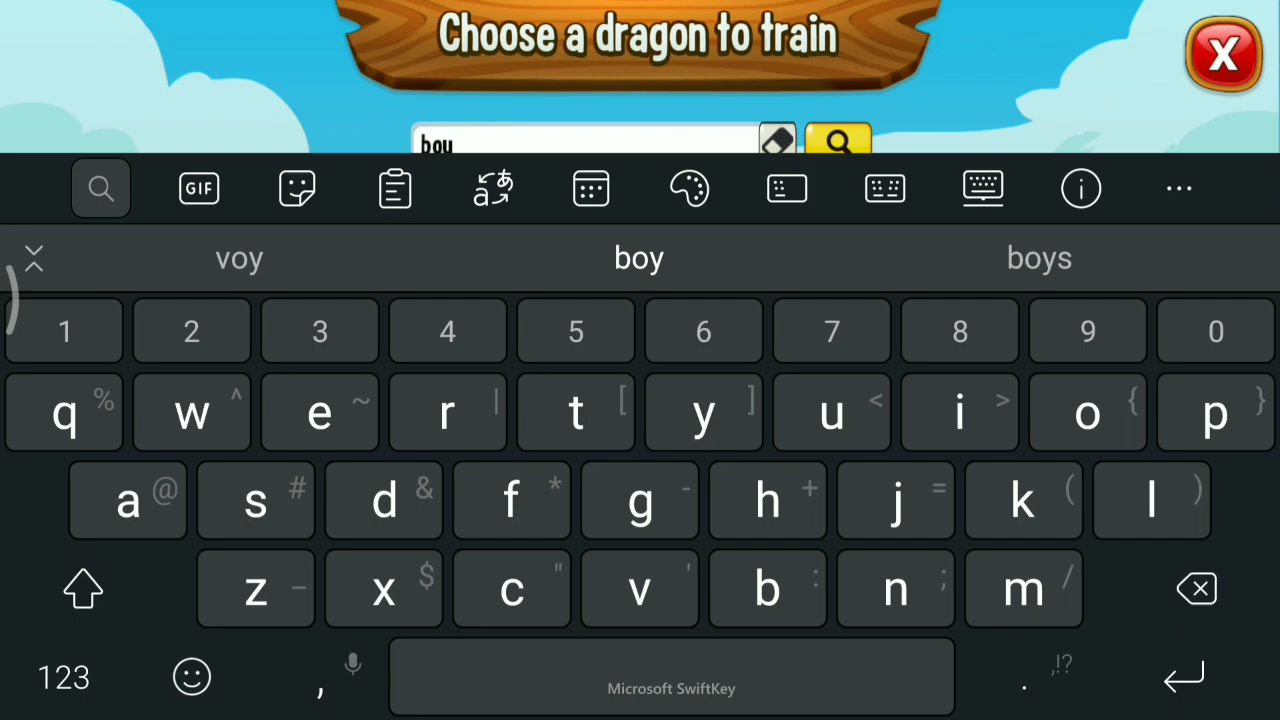 Choose a dragon to train
X
boy
GIF
voy boy boys
1 2 3 4 5 6 7 8 9 0
q % w ^ e ~ r | t [ y ] u < i > o { p }
a @ s # d & f * g - h + j = k ( l )
z _ x $ c " v ' b : n ; m /
123 , Microsoft SwiftKey . ,!?